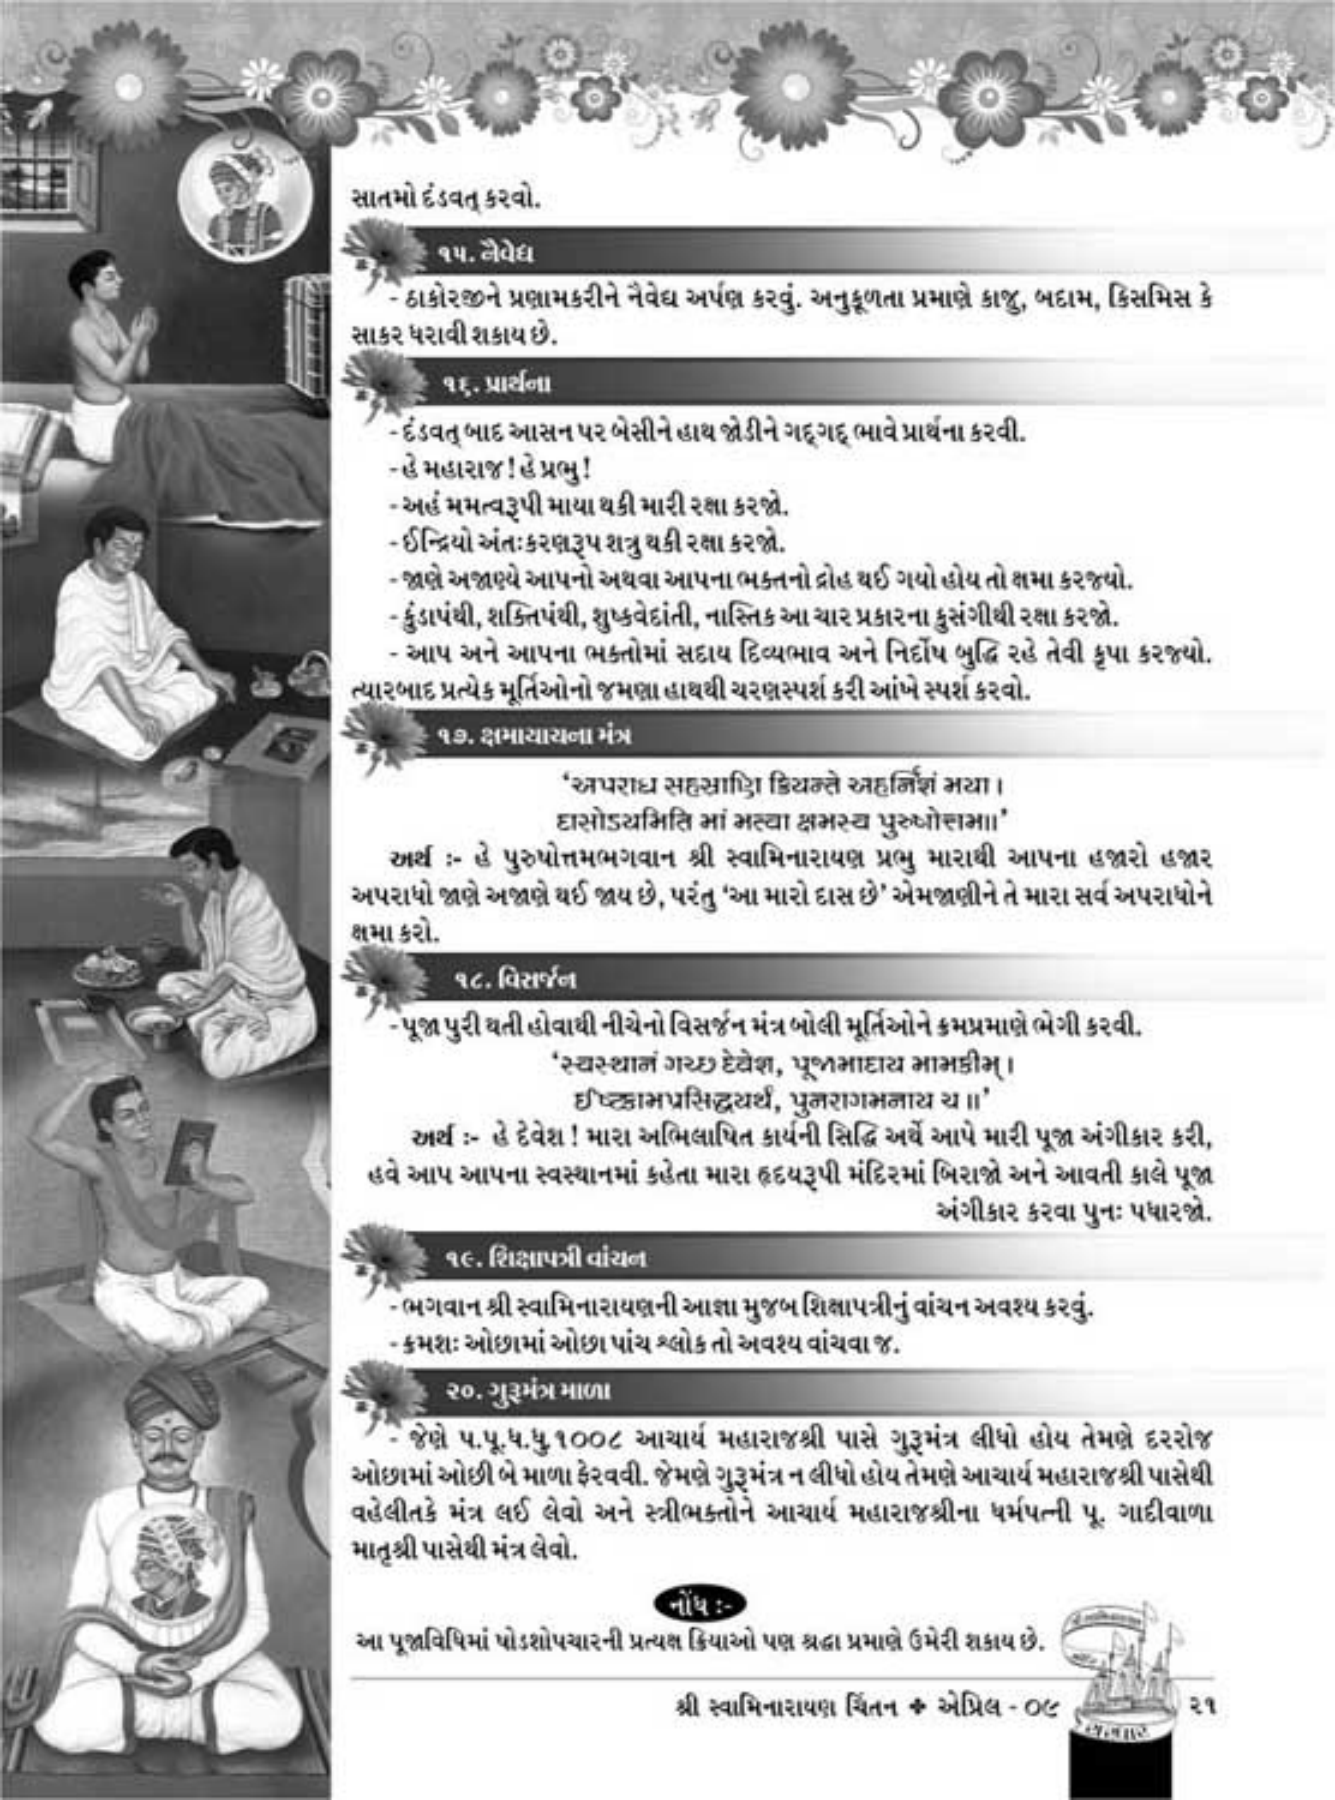 સાતમો દંડવત્ કરવો.
૧૫. નૈવેદ્ય
- ઠાકોરજીને પ્રણામકરીને નૈવેદ્ય અર્પણ કરવું. અનુકૂળતા પ્રમાણે કાજુ, બદામ, કિસમિસ કે
સાકર ધરાવી શકાય છે.
૧૬. પ્રાર્થના
- દંડવત્ બાદ આસન પર બેસીને હાથ જોડીને ગદ્ગદ્ ભાવે પ્રાર્થના કરવી.
- હે મહારાજ ! હે પ્રભુ !
- અહં મમત્વરૂપી માયા થકી મારી રક્ષા કરજો.
- ઈન્દ્રિયો અંતઃકરણરૂપ શત્રુ થકી રક્ષા કરજો.
- જાણે અજાણ્યે આપનો અથવા આપના ભક્તનો દ્રોહ થઈ ગયો હોય તો ક્ષમા કરજ્યો.
- કુંડાપંથી, શક્તિપંથી, શુષ્કવેદાંતી, નાસ્તિક આ ચાર પ્રકારના કુસંગીથી રક્ષા કરજો.
- આપ અને આપના ભક્તોમાં સદાય દિવ્યભાવ અને નિર્દોષ બુદ્ધિ રહે તેવી કૃપા કરજ્યો.
ત્યારબાદ પ્રત્યેક મૂર્તિઓનો જમણા હાથથી ચરણસ્પર્શ કરી આંખે સ્પર્શ કરવો.
૧૭. ક્ષમાયાચના મંત્ર
‘અપરાધ સહસ્રાણિ ક્રિયન્તે અહર્નિશં મયા ।
દાસોડયમિતિ માં મત્વા ક્ષમસ્વ પુરુષોત્તમ॥’
અર્થ :- હે પુરુષોત્તમભગવાન શ્રી સ્વામિનારાયણ પ્રભુ મારાથી આપના હજારો હજાર
અપરાધો જાણે અજાણે થઈ જાય છે, પરંતુ ‘આ મારો દાસ છે’ એમજાણીને તે મારા સર્વ અપરાધોને
ક્ષમા કરો.
૧૮. વિસર્જન
- પૂજા પુરી થતી હોવાથી નીચેનો વિસર્જન મંત્ર બોલી મૂર્તિઓને ક્રમપ્રમાણે ભેગી કરવી.
‘સ્વસ્થાનં ગચ્છ દેવેશ, પૂજામાદાય મામકીમ્ ।
ઈષ્ટકામપ્રસિદ્ધયર્થં, પુનરાગમનાય ચ ॥’
અર્થ :- હે દેવેશ ! મારા અભિલાષિત કાર્યની સિદ્ધિ અર્થે આપે મારી પૂજા અંગીકાર કરી,
હવે આપ આપના સ્વસ્થાનમાં કહેતા મારા હૃદયરૂપી મંદિરમાં બિરાજો અને આવતી કાલે પૂજા
અંગીકાર કરવા પુનઃ પધારજો.
૧૯. શિક્ષાપત્રી વાંચન
- ભગવાન શ્રી સ્વામિનારાયણની આજ્ઞા મુજબ શિક્ષાપત્રીનું વાંચન અવશ્ય કરવું.
- ક્રમશઃ ઓછામાં ઓછા પાંચ શ્લોક તો અવશ્ય વાંચવા જ.
૨૦. ગુરૂમંત્ર માળા
- જેણે પ.પૂ.ધ.ધુ.૧૦૦૮ આચાર્ય મહારાજશ્રી પાસે ગુરૂમંત્ર લીધો હોય તેમણે દરરોજ
ઓછામાં ઓછી બે માળા ફેરવવી. જેમણે ગુરૂમંત્ર ન લીધો હોય તેમણે આચાર્ય મહારાજશ્રી પાસેથી
વહેલીતકે મંત્ર લઈ લેવો અને સ્ત્રીભક્તોને આચાર્ય મહારાજશ્રીના ધર્મપત્ની પૂ. ગાદીવાળા
માતૃશ્રી પાસેથી મંત્ર લેવો.
નોંધ :-
આ પૂજાવિધિમાં ષોડશોપચારની પ્રત્યક્ષ ક્રિયાઓ પણ શ્રદ્ધા પ્રમાણે ઉમેરી શકાય છે.
શ્રી સ્વામિનારાયણ ચિંતન ❖ એપ્રિલ - ૦૯
૨૧